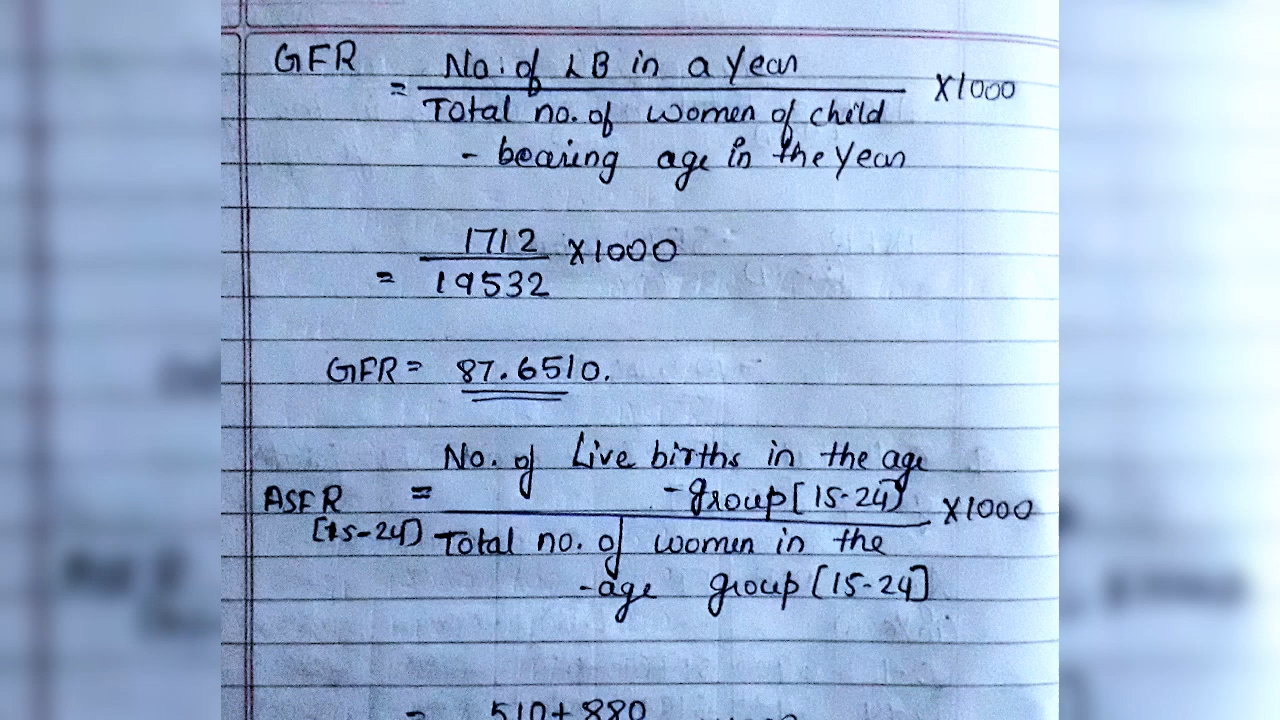 GFR = No. of LB in a Year X1000
Total no. of women of child
- bearing age in the Year
= 1712 X1000
19532
GFR = 87.6510.
No. of Live births in the age
-group [15-24]
ASFR = X1000
[15-24] Total no. of women in the
-age group [15-24]
= 510+ 880